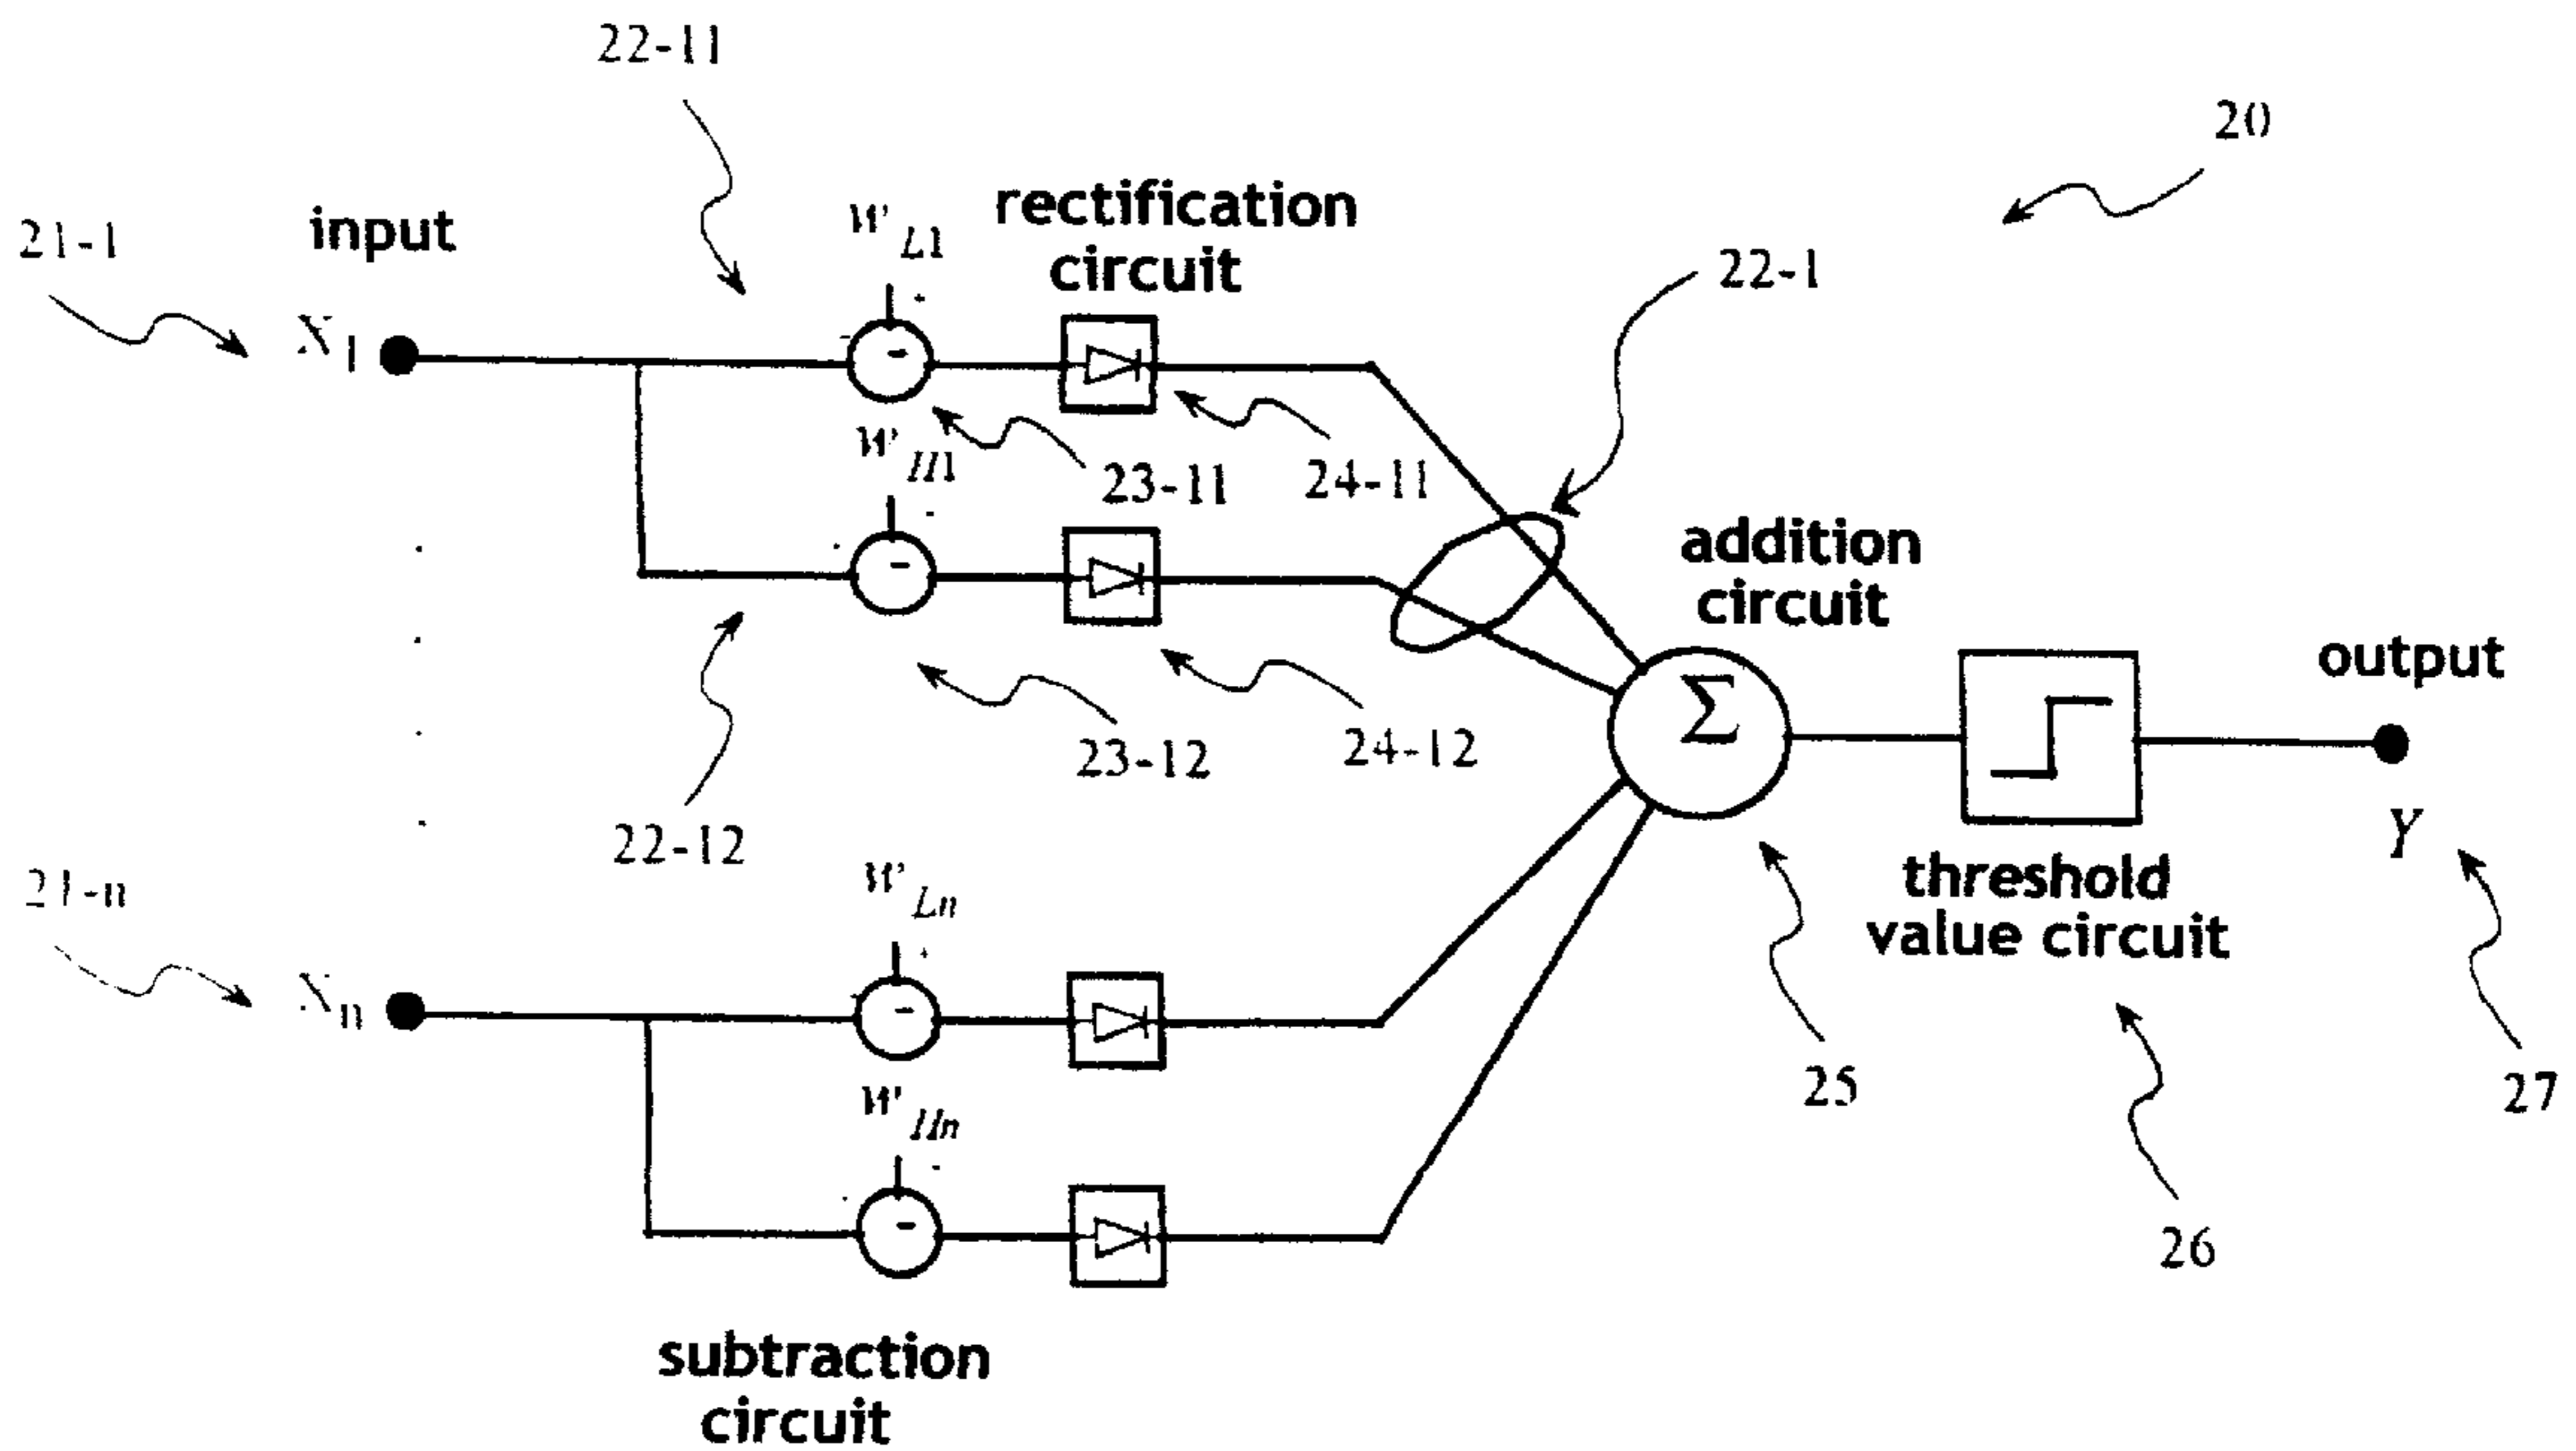 22-11
20
rectification
circuit
21-1
input
W L1
22-1
X1
W H1
23-11
24-11
addition
circuit
Σ
output
23-12
24-12
22-12
Y
threshold
value circuit
21-n
W Ln
Xn
25
27
W Hn
26
subtraction
circuit